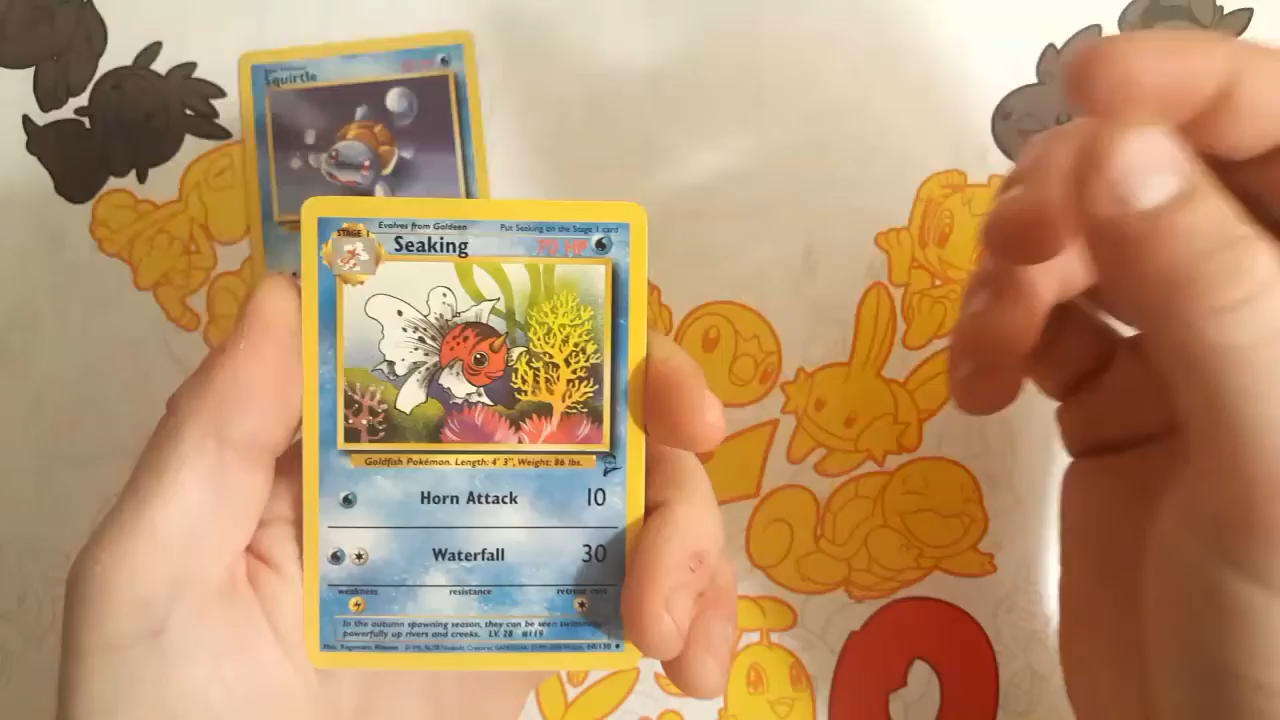 Squirtle
STAGE 1
Evolves from Goldeen
Put Seaking on the Stage 1 card
Seaking
70 HP
Goldfish Pokémon. Length: 4' 3", Weight: 86 lbs.
Horn Attack 10
Waterfall 30
weakness resistance retreat cost
In the autumn spawning season, they can be seen swimming
powerfully up rivers and creeks. LV. 28 #119